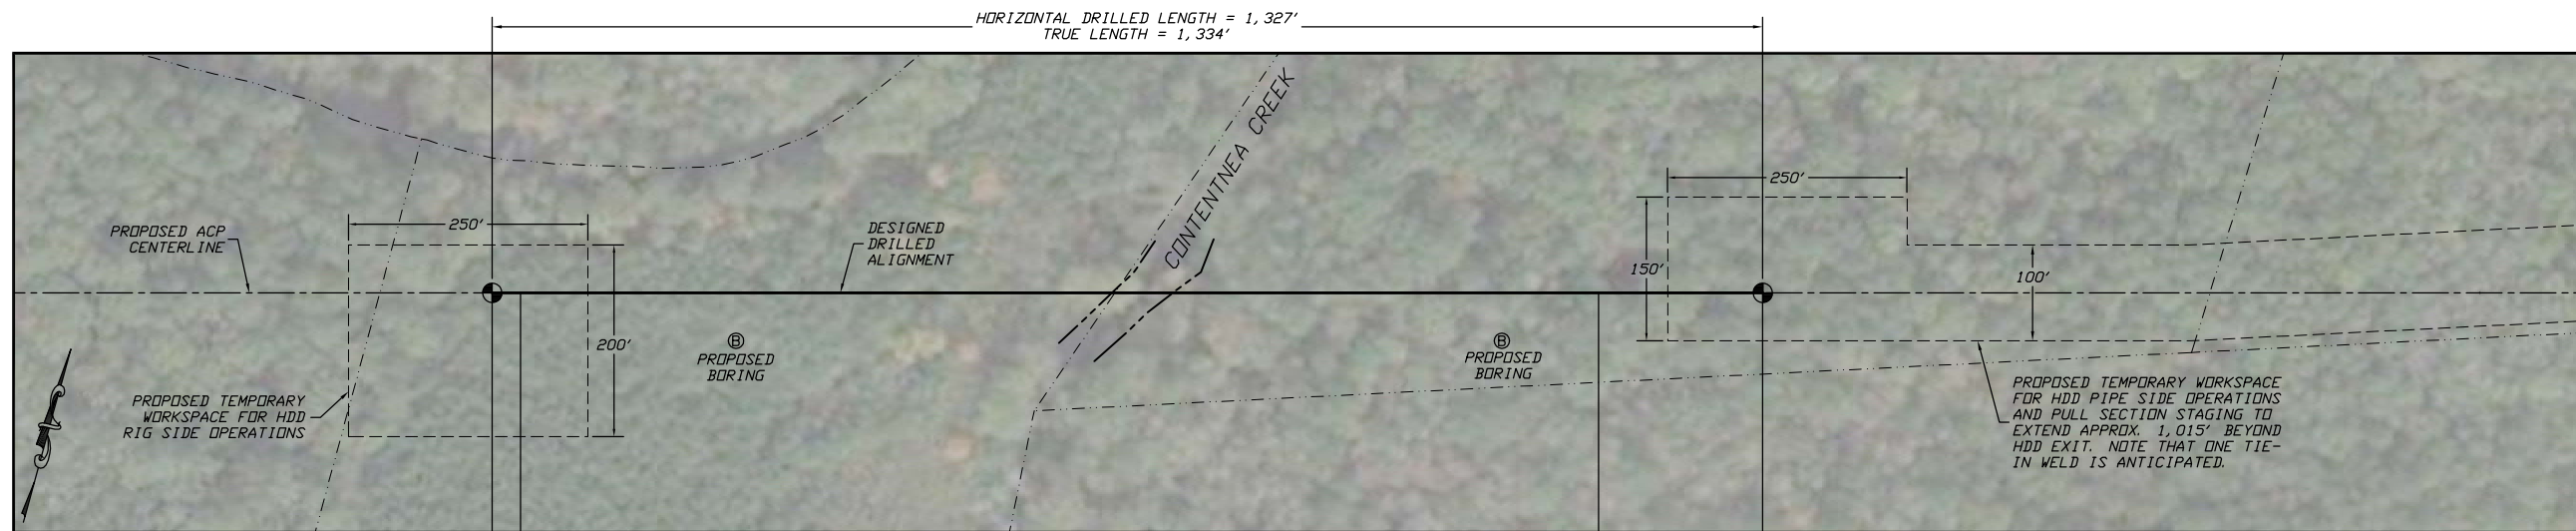 HORIZONTAL DRILLED LENGTH = 1,327'
TRUE LENGTH = 1,334'
CONTENTNEA CREEK
250'
250'
PROPOSED ACP
CENTERLINE
DESIGNED
DRILLED
ALIGNMENT
150'
100'
200'
Ⓑ
PROPOSED
BORING
Ⓑ
PROPOSED
BORING
PROPOSED TEMPORARY
WORKSPACE FOR HDD
RIG SIDE OPERATIONS
PROPOSED TEMPORARY WORKSPACE
FOR HDD PIPE SIDE OPERATIONS
AND PULL SECTION STAGING TO
EXTEND APPROX. 1,015' BEYOND
HDD EXIT. NOTE THAT ONE TIE-
IN WELD IS ANTICIPATED.